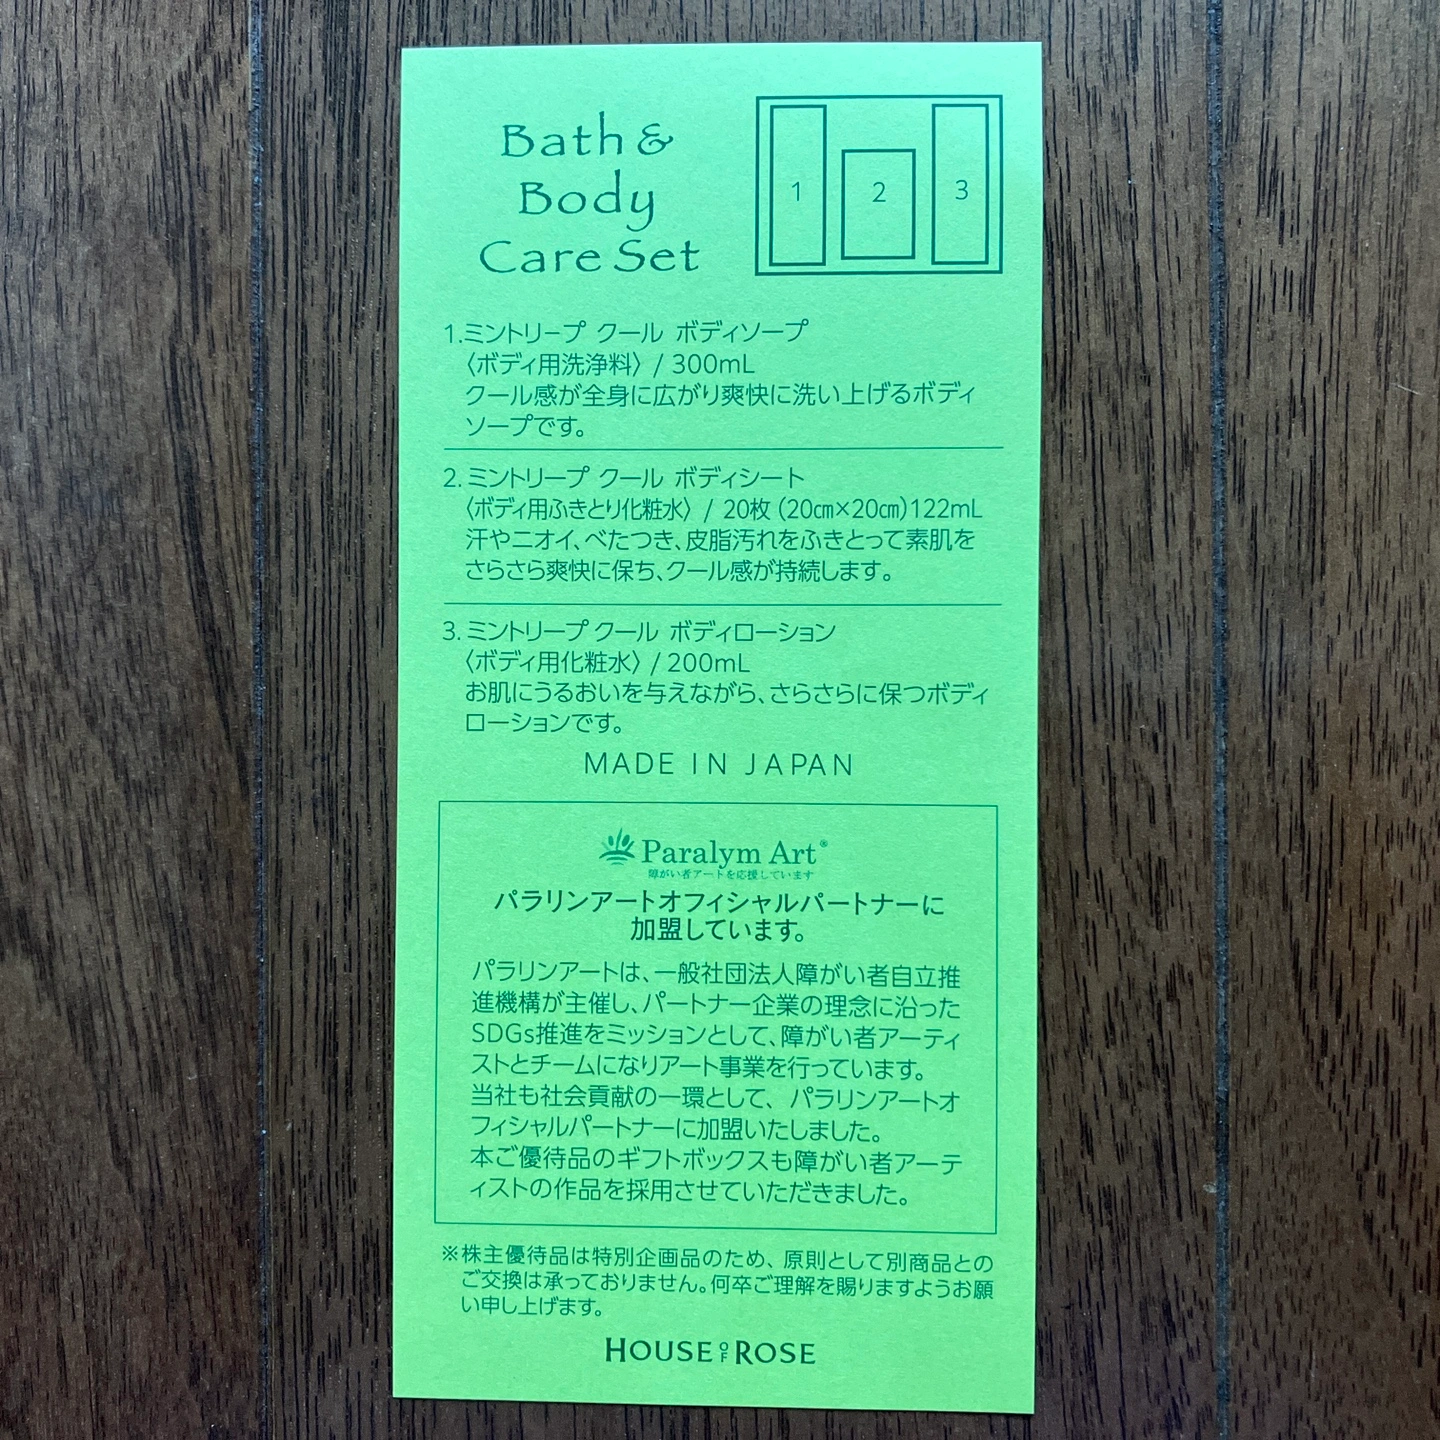 Bath &
Body
Care Set
1 2 3
1.ミントリープ クール ボディソープ
〈ボディ用洗浄料〉 / 300mL
クール感が全身に広がり爽快に洗い上げるボディ
ソープです。
2.ミントリープ クール ボディシート
〈ボディ用ふきとり化粧水〉 / 20枚 (20㎝×20㎝)122mL
汗やニオイ、べたつき、皮脂汚れをふきとって素肌を
さらさら爽快に保ち、クール感が持続します。
3.ミントリープ クール ボディローション
〈ボディ用化粧水〉 / 200mL
お肌にうるおいを与えながら、さらさらに保つボディ
ローションです。
MADE IN JAPAN
Paralym Art®
障がい者アートを応援しています
パラリンアートオフィシャルパートナーに
加盟しています。
パラリンアートは、一般社団法人障がい者自立推
進機構が主催し、パートナー企業の理念に沿った
SDGs推進をミッションとして、障がい者アーティ
ストとチームになりアート事業を行っています。
当社も社会貢献の一環として、パラリンアートオ
フィシャルパートナーに加盟いたしました。
本ご優待品のギフトボックスも障がい者アーテ
ィストの作品を採用させていただきました。
※株主優待品は特別企画品のため、原則として別商品との
ご交換は承っておりません。何卒ご理解を賜りますようお願
い申し上げます。
HOUSE OF ROSE